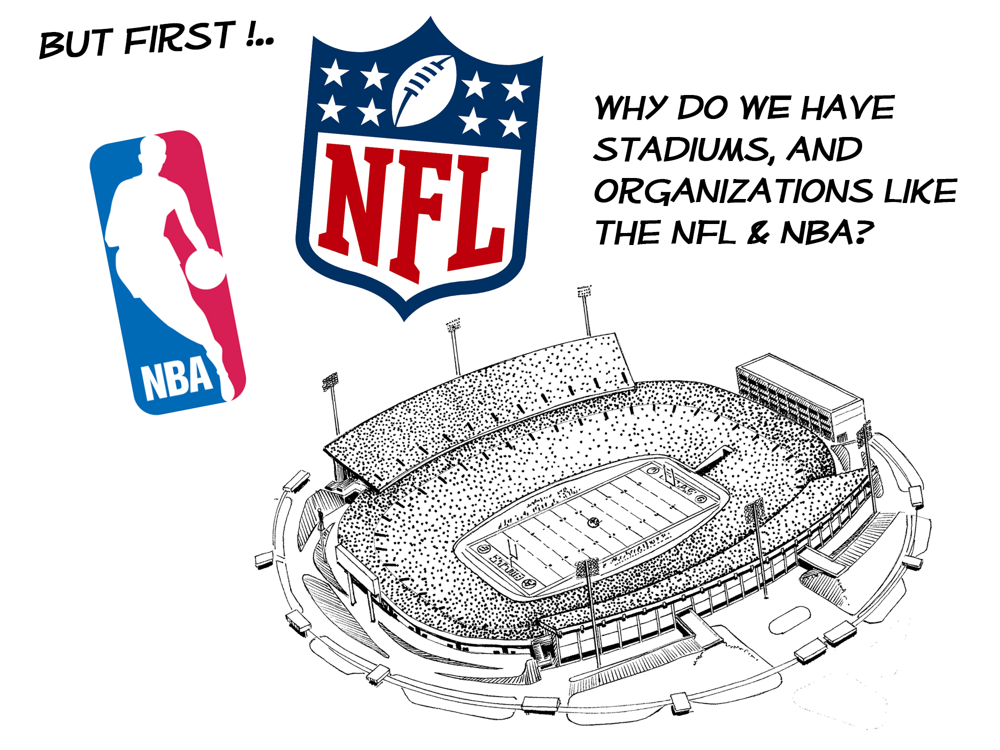 BUT FIRST !..
NFL
WHY DO WE HAVE
STADIUMS, AND
ORGANIZATIONS LIKE
THE NFL & NBA?
NBA